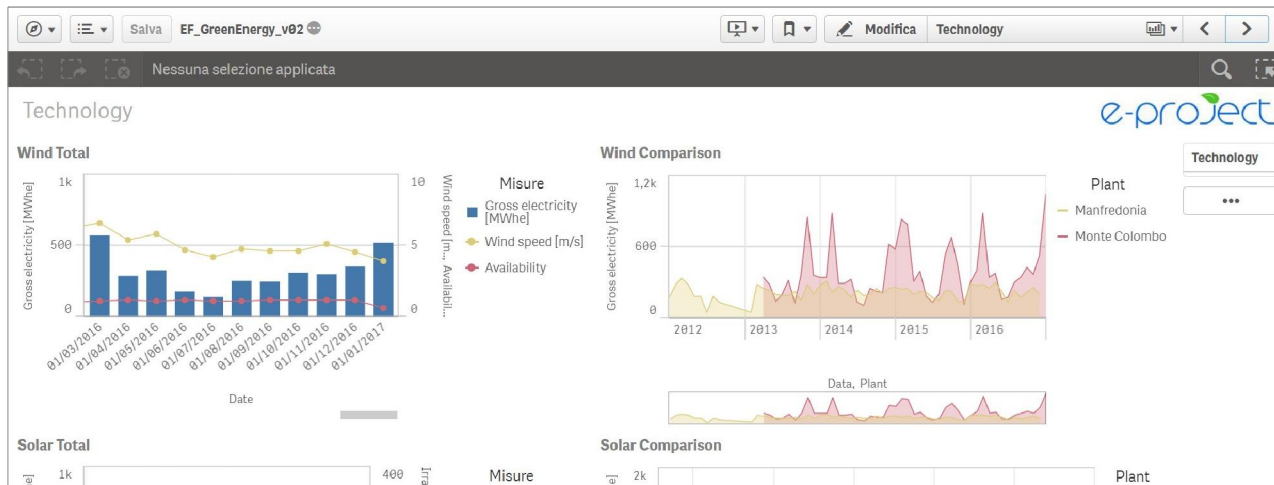 Salva
EF_GreenEnergy_v02
Modifica
Technology
Nessuna selezione applicata
Technology
e-project
Wind Total
1k
500
0
Gross electricity [MWhe]
10
5
0
Wind speed [m... Availabil...
Misure
Gross electricity
[MWhe]
Wind speed [m/s]
Availability
01/03/2016
01/04/2016
01/05/2016
01/06/2016
01/07/2016
01/08/2016
01/09/2016
01/10/2016
01/11/2016
01/12/2016
01/01/2017
Date
Wind Comparison
1,2k
600
0
Gross electricity [MWhe]
2012
2013
2014
2015
2016
Data, Plant
Plant
Manfredonia
Monte Colombo
Technology
Solar Total
1k
400
Misure
Solar Comparison
2k
Plant